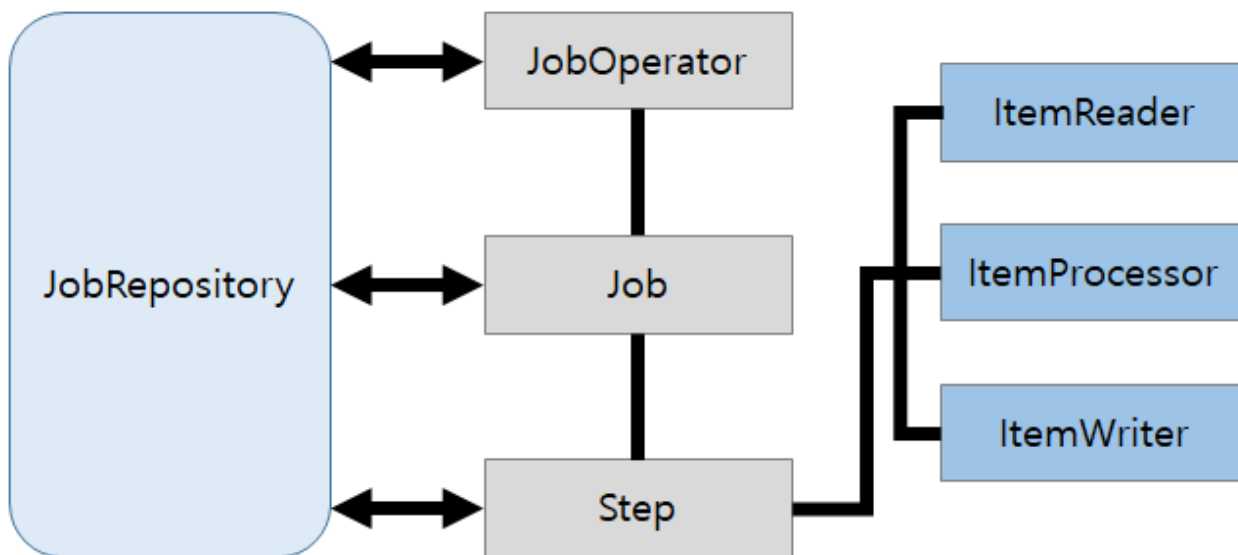 JobOperator
ItemReader
JobRepository
Job
ItemProcessor
ItemWriter
Step